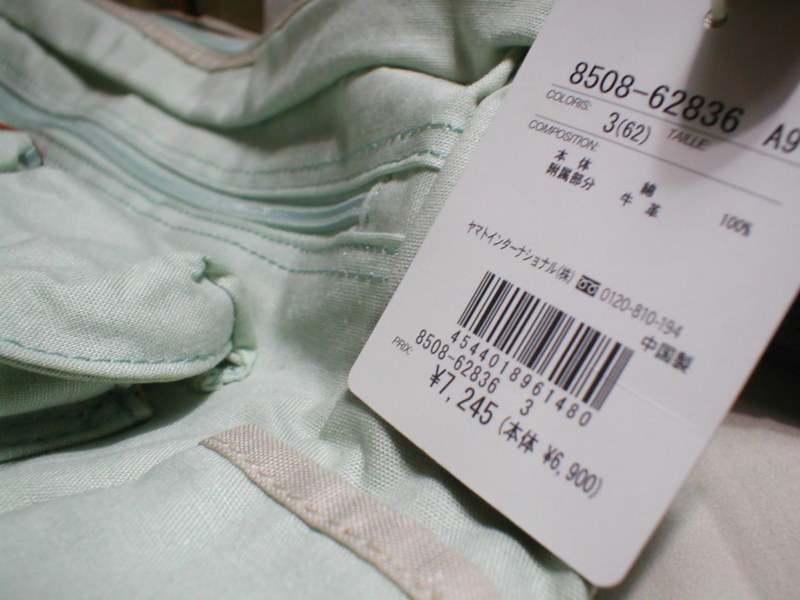 8508-62836 A9
COLORIS: 3(62) TAILLE:
COMPOSITION:
本体 綿 100%
附属部分 牛革
ヤマトインターナショナル(株) 0120-810-194
中国製
4544018961480
8508-62836 3
PRIX: ¥7,245 (本体 ¥6,900)